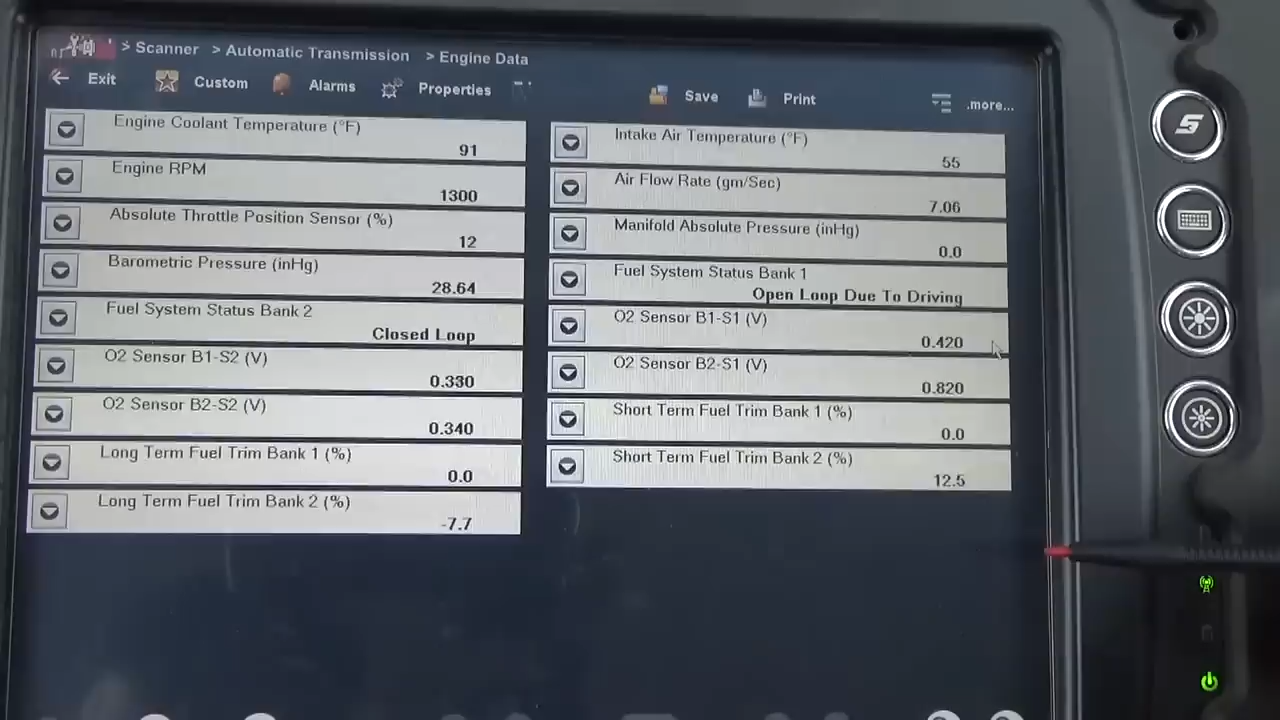 > Scanner > Automatic Transmission > Engine Data
Exit Custom Alarms Properties Save Print .more...
Engine Coolant Temperature (°F)
91
Engine RPM
1300
Absolute Throttle Position Sensor (%)
12
Barometric Pressure (inHg)
28.64
Fuel System Status Bank 2
Closed Loop
O2 Sensor B1-S2 (V)
0.330
O2 Sensor B2-S2 (V)
0.340
Long Term Fuel Trim Bank 1 (%)
0.0
Long Term Fuel Trim Bank 2 (%)
-7.7
Intake Air Temperature (°F)
55
Air Flow Rate (gm/Sec)
7.06
Manifold Absolute Pressure (inHg)
0.0
Fuel System Status Bank 1
Open Loop Due To Driving
O2 Sensor B1-S1 (V)
0.420
O2 Sensor B2-S1 (V)
0.820
Short Term Fuel Trim Bank 1 (%)
0.0
Short Term Fuel Trim Bank 2 (%)
12.5
S